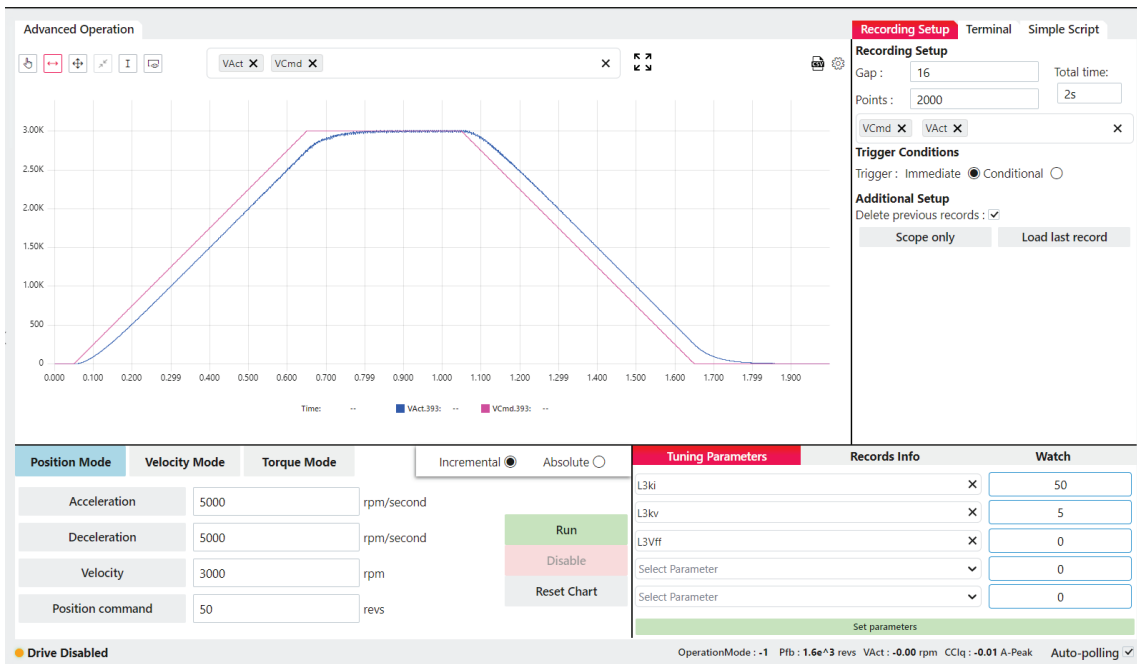 Advanced Operation
VAct VCmd
CSV
3.00K
2.50K
2.00K
1.50K
1.00K
500
0
0.000 0.100 0.200 0.299 0.400 0.500 0.600 0.700 0.799 0.900 1.000 1.100 1.200 1.299 1.400 1.500 1.600 1.700 1.799 1.900
Time: -- VAct.393: -- VCmd.393: --
Recording Setup Terminal Simple Script
Recording Setup
Gap : 16 Total time:
Points : 2000 2s
VCmd VAct
Trigger Conditions
Trigger : Immediate Conditional
Additional Setup
Delete previous records :
Scope only Load last record
Position Mode Velocity Mode Torque Mode Incremental Absolute
Acceleration 5000 rpm/second
Deceleration 5000 rpm/second
Velocity 3000 rpm
Position command 50 revs
Run
Disable
Reset Chart
Tuning Parameters Records Info Watch
L3ki 50
L3kv 5
L3Vff 0
Select Parameter 0
Select Parameter 0
Set parameters
Drive Disabled OperationMode : -1 Pfb : 1.6e^3 revs VAct : -0.00 rpm CCIq : -0.01 A-Peak Auto-polling